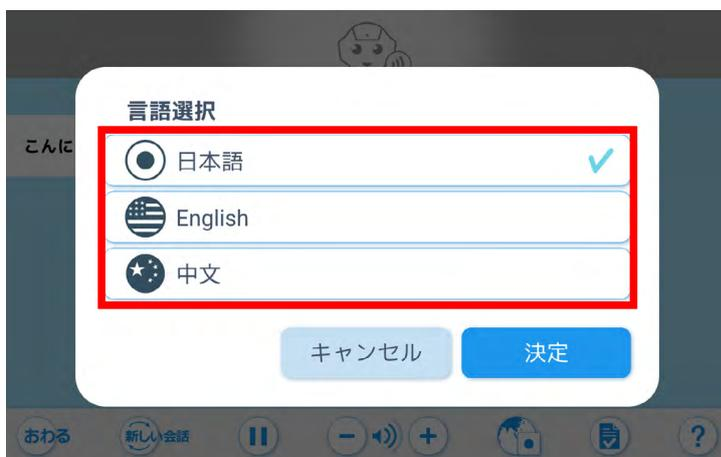 言語選択
こんに
日本語
English
中文
キャンセル
決定
おわる
新しい会話
?